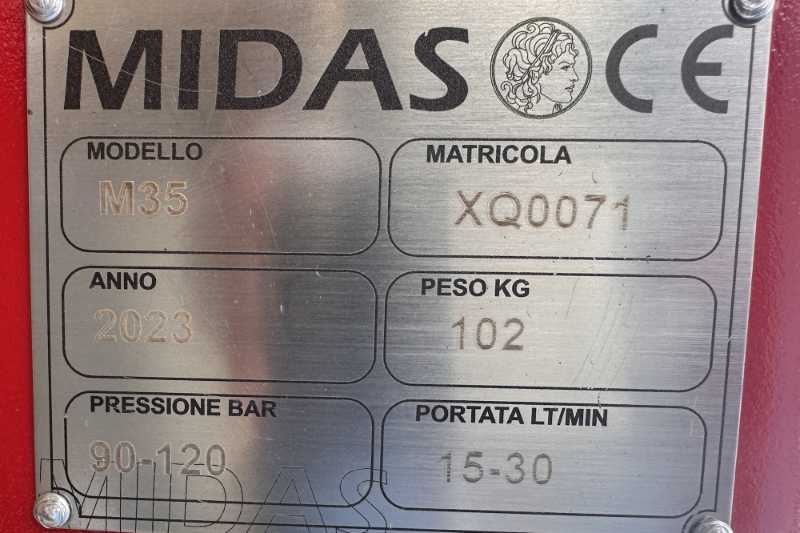 MIDAS CE
MODELLO
M35
MATRICOLA
XQ0071
ANNO
2023
PESO KG
102
PRESSIONE BAR
90-120
PORTATA LT/MIN
15-30
MIDAS